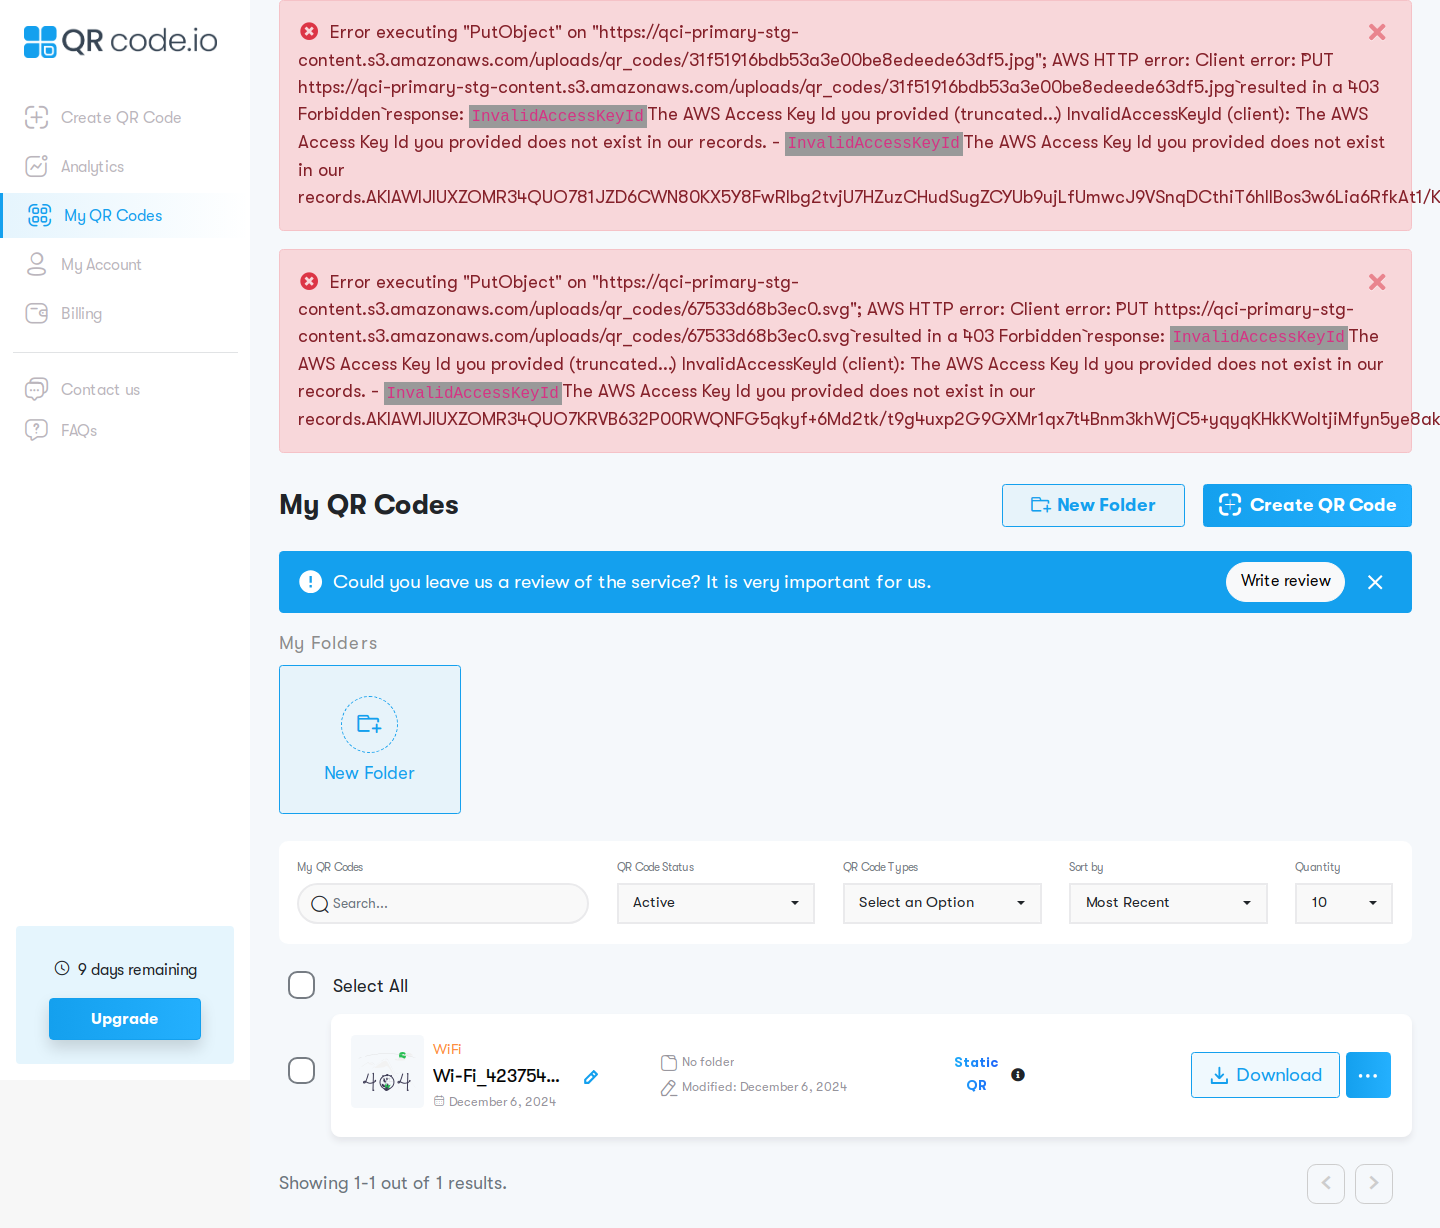 QR code.io
Create QR Code
Analytics
My QR Codes
My Account
Billing
Contact us
FAQs
9 days remaining
Upgrade
Error executing "PutObject" on "https://qci-primary-stg-
content.s3.amazonaws.com/uploads/qr_codes/31f51916bdb53a3e00be8edeede63df5.jpg"; AWS HTTP error: Client error: `PUT
https://qci-primary-stg-content.s3.amazonaws.com/uploads/qr_codes/31f51916bdb53a3e00be8edeede63df5.jpg` resulted in a `403
Forbidden` response: InvalidAccessKeyId The AWS Access Key Id you provided (truncated...) InvalidAccessKeyId (client): The AWS
Access Key Id you provided does not exist in our records. - InvalidAccessKeyId The AWS Access Key Id you provided does not exist
in our
Error executing "PutObject" on "https://qci-primary-stg-
content.s3.amazonaws.com/uploads/qr_codes/67533d68b3ec0.svg"; AWS HTTP error: Client error: `PUT https://qci-primary-stg-
content.s3.amazonaws.com/uploads/qr_codes/67533d68b3ec0.svg` resulted in a `403 Forbidden` response: InvalidAccessKeyId The
AWS Access Key Id you provided (truncated...) InvalidAccessKeyId (client): The AWS Access Key Id you provided does not exist in our
records. - InvalidAccessKeyId The AWS Access Key Id you provided does not exist in our
My QR Codes
New Folder
Create QR Code
Could you leave us a review of the service? It is very important for us.
Write review
My Folders
New Folder
My QR Codes
QR Code Status
QR Code Types
Sort by
Quantity
Search...
Active
Select an Option
Most Recent
10
Select All
404
WiFi
Wi-Fi_423754...
December 6, 2024
No folder
Modified: December 6, 2024
Static
QR
Download
Showing 1-1 out of 1 results.